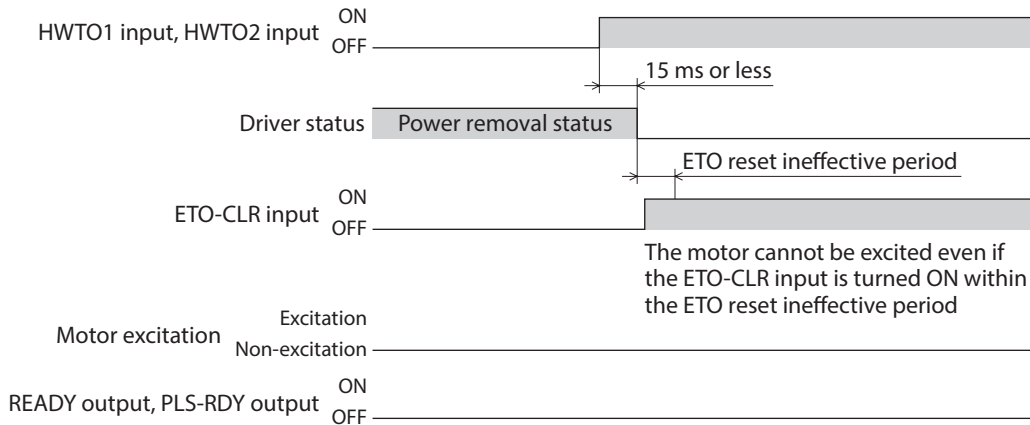 ON
HWTO1 input, HWTO2 input
OFF
15 ms or less
Driver status
Power removal status
ETO reset ineffective period
ON
ETO-CLR input
OFF
The motor cannot be excited even if
the ETO-CLR input is turned ON within
the ETO reset ineffective period
Excitation
Motor excitation
Non-excitation
ON
READY output, PLS-RDY output
OFF